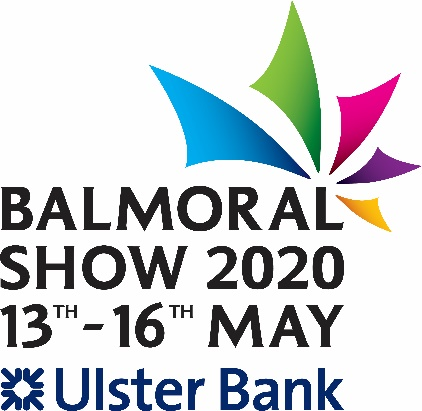 BALMORAL
SHOW 2020
13TH - 16TH MAY
Ulster Bank